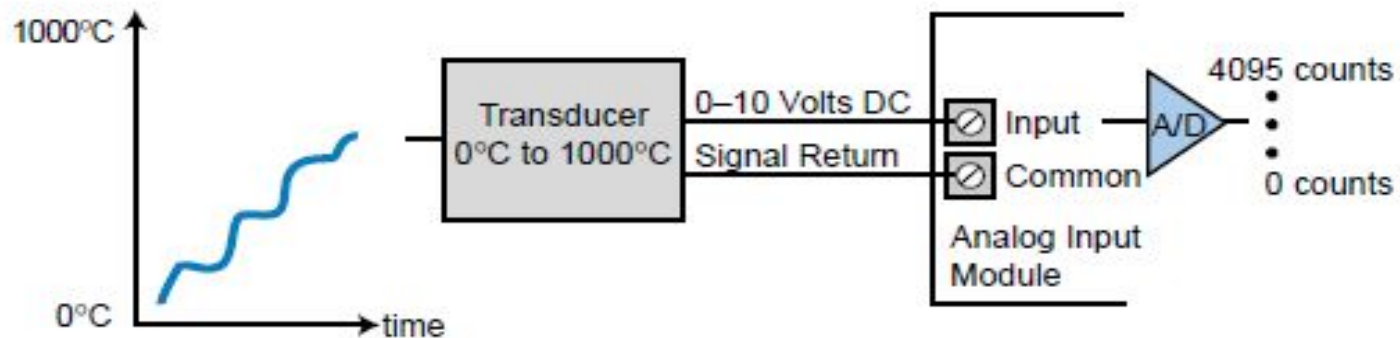 1000°C
0°C
time
Transducer
0°C to 1000°C
0–10 Volts DC
Signal Return
Input
Common
Analog Input
Module
A/D
4095 counts
0 counts